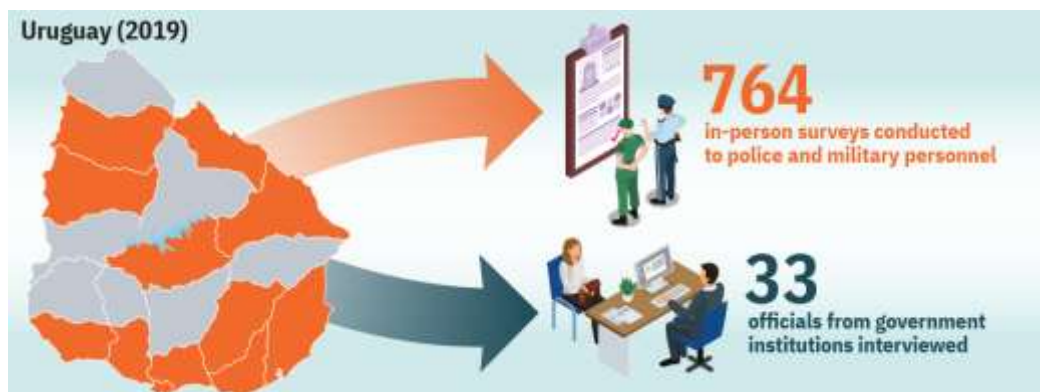 Uruguay (2019)
764
in-person surveys conducted
to police and military personnel
33
officials from government
institutions interviewed